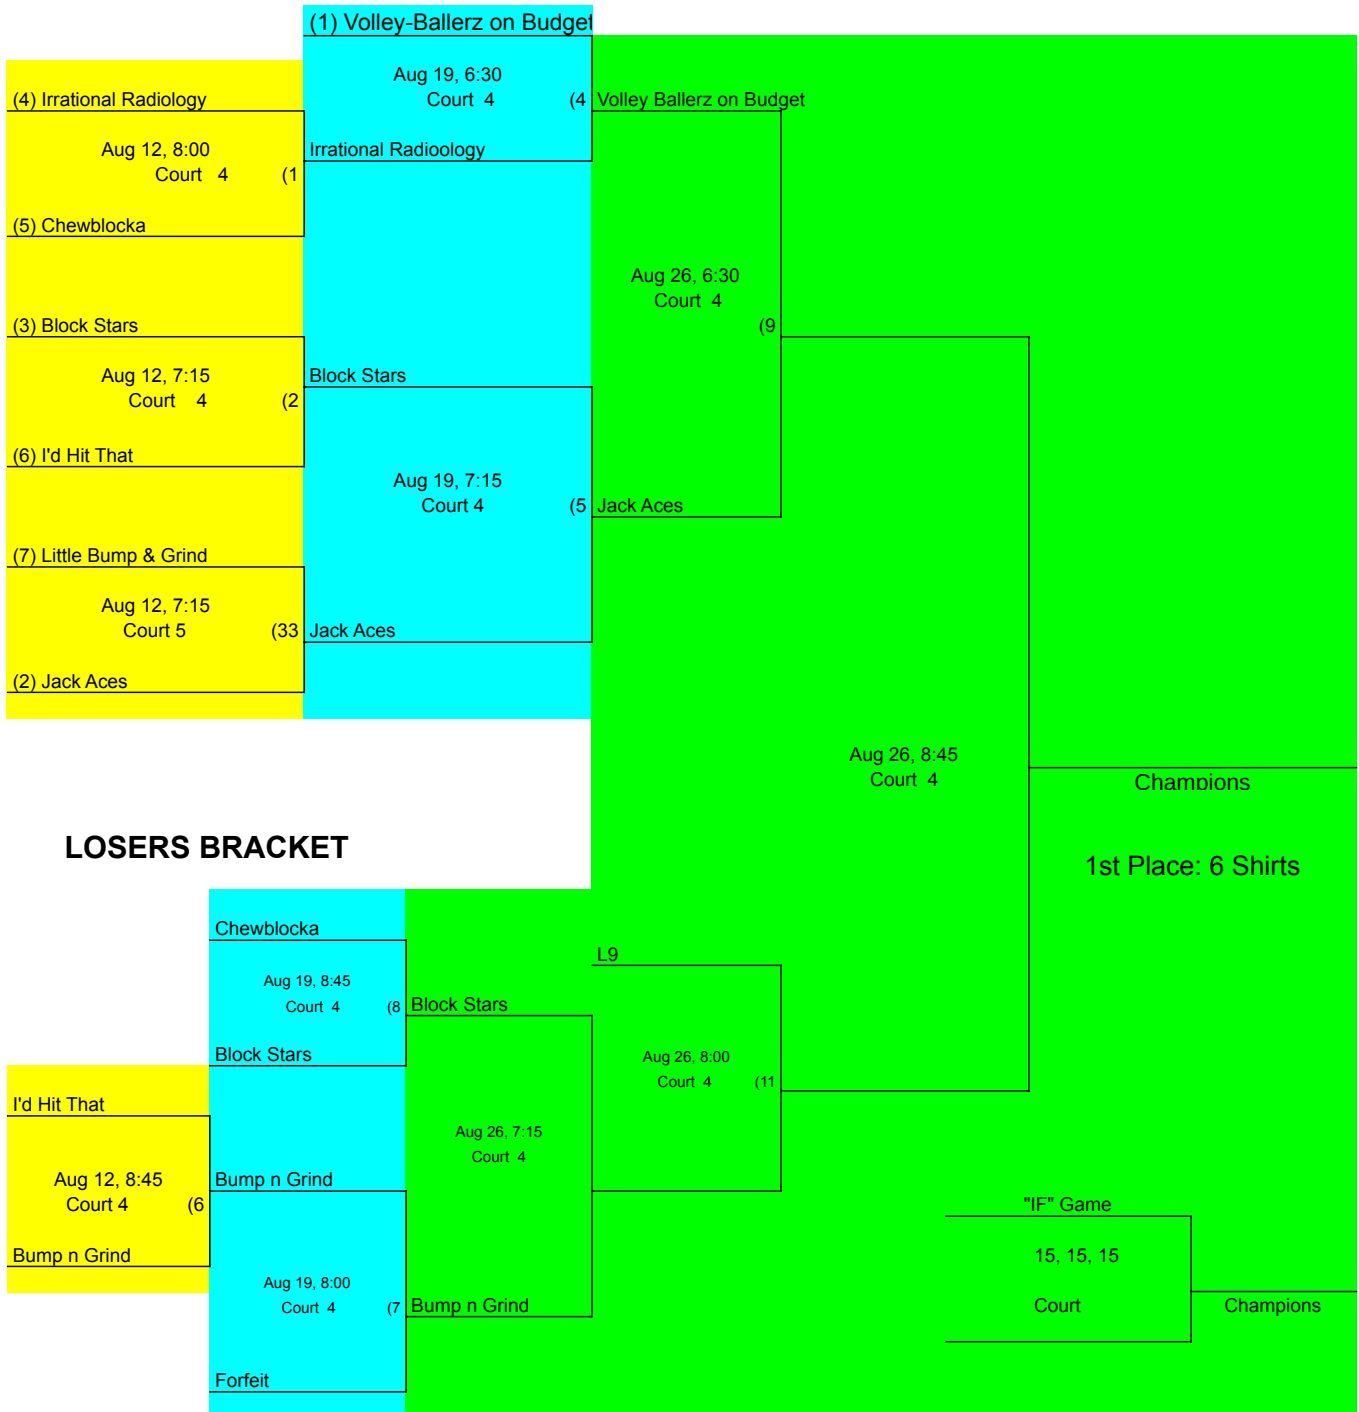 (1) Volley-Ballerz on Budget
Aug 19, 6:30
Court 4 (4
(4) Irrational Radiology
Volley Ballerz on Budget
Aug 12, 8:00
Court 4 (1
Irrational Radioology
(5) Chewblocka
Aug 26, 6:30
Court 4
(9
(3) Block Stars
Aug 12, 7:15
Court 4 (2
Block Stars
(6) I'd Hit That
Aug 19, 7:15
Court 4 (5
Jack Aces
(7) Little Bump & Grind
Aug 12, 7:15
Court 5 (33
Jack Aces
(2) Jack Aces
Aug 26, 8:45
Court 4
Champions
LOSERS BRACKET
1st Place: 6 Shirts
Chewblocka
L9
Aug 19, 8:45
Court 4 (8
Block Stars
Block Stars
Aug 26, 8:00
Court 4 (11
I'd Hit That
Aug 26, 7:15
Court 4
Aug 12, 8:45
Court 4 (6
Bump n Grind
"IF" Game
Bump n Grind
15, 15, 15
Aug 19, 8:00
Court 4 (7
Bump n Grind
Court
Champions
Forfeit